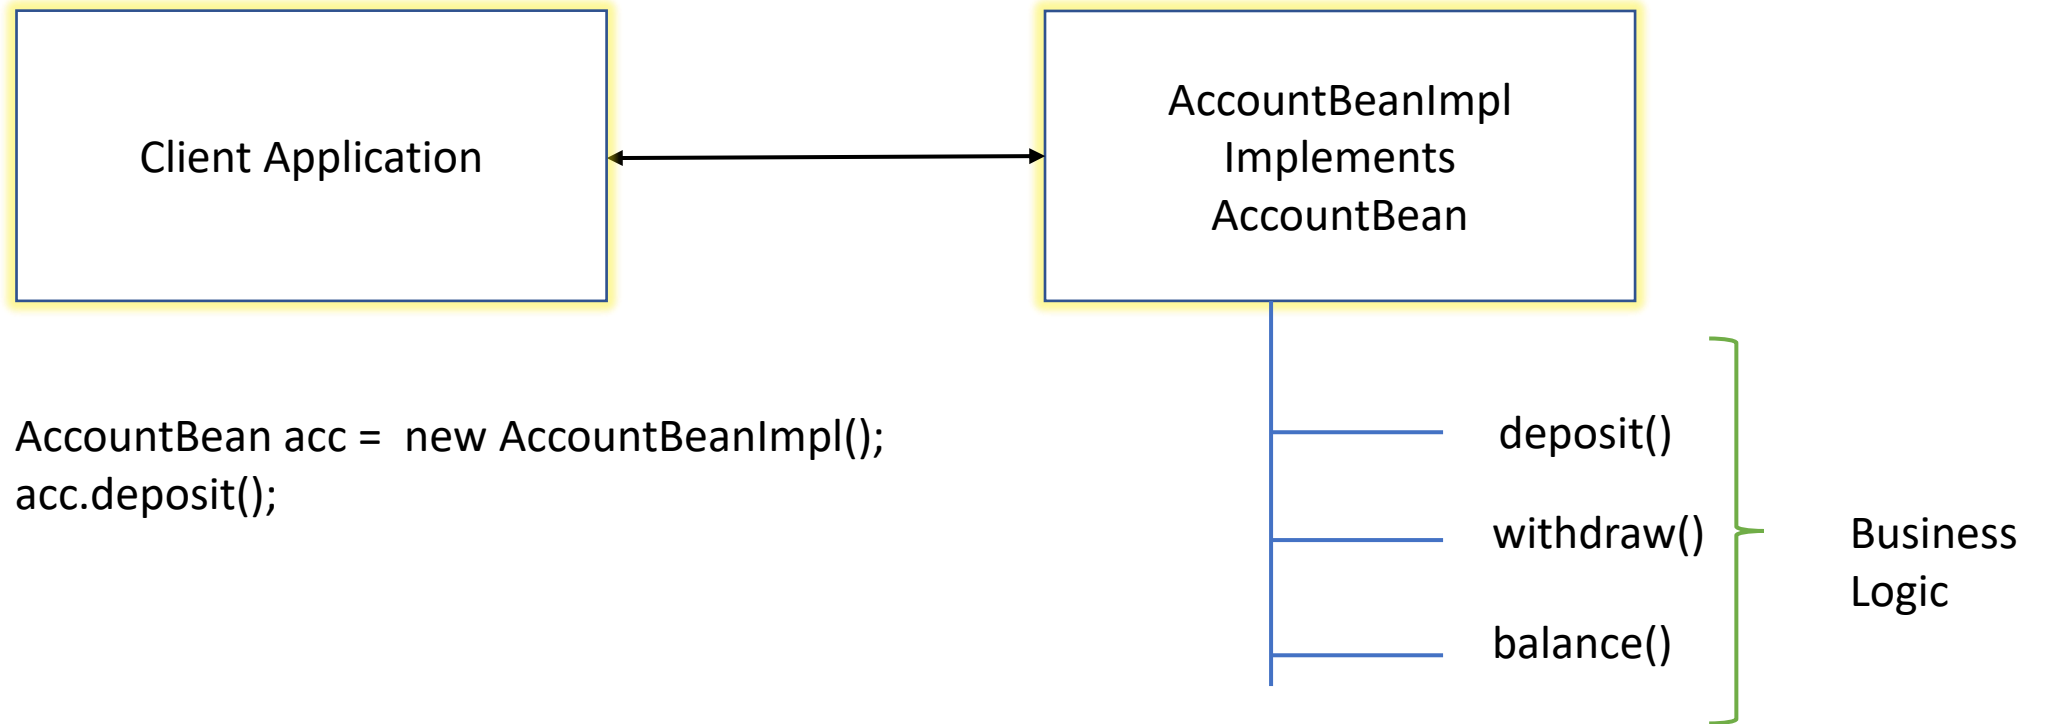 Client Application
AccountBeanImpl
Implements
AccountBean
AccountBean acc =  new AccountBeanImpl();
acc.deposit();
deposit()
withdraw()
balance()
Business
Logic